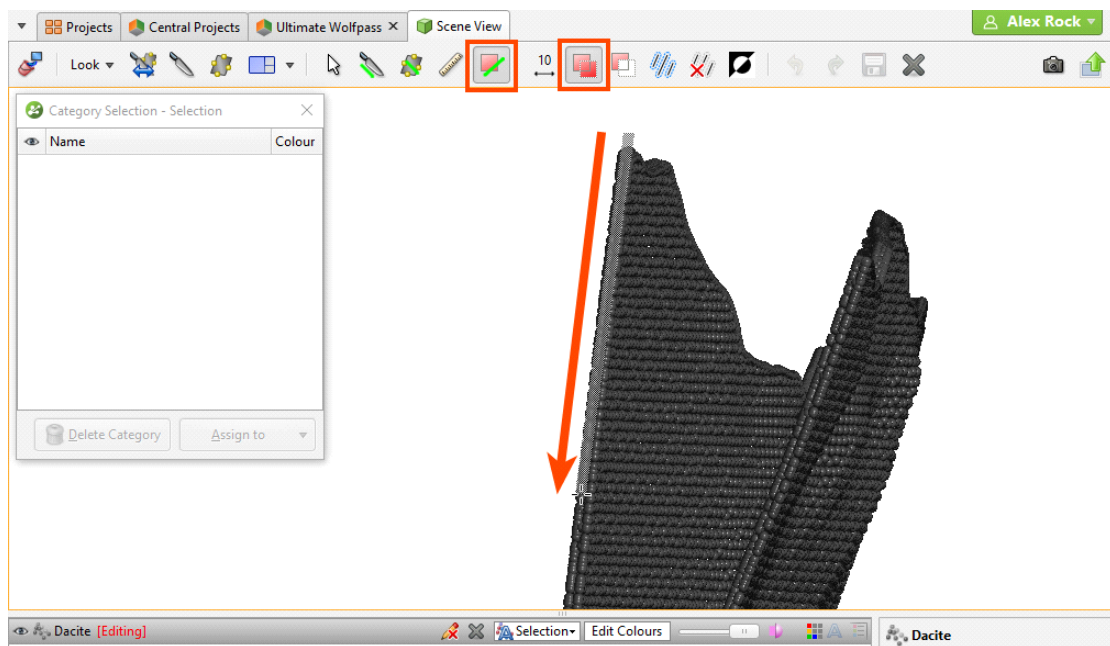 Projects Central Projects Ultimate Wolfpass × Scene View Alex Rock
Look 10
Category Selection - Selection
Name Colour
Delete Category Assign to
Dacite [Editing] Selection Edit Colours Dacite